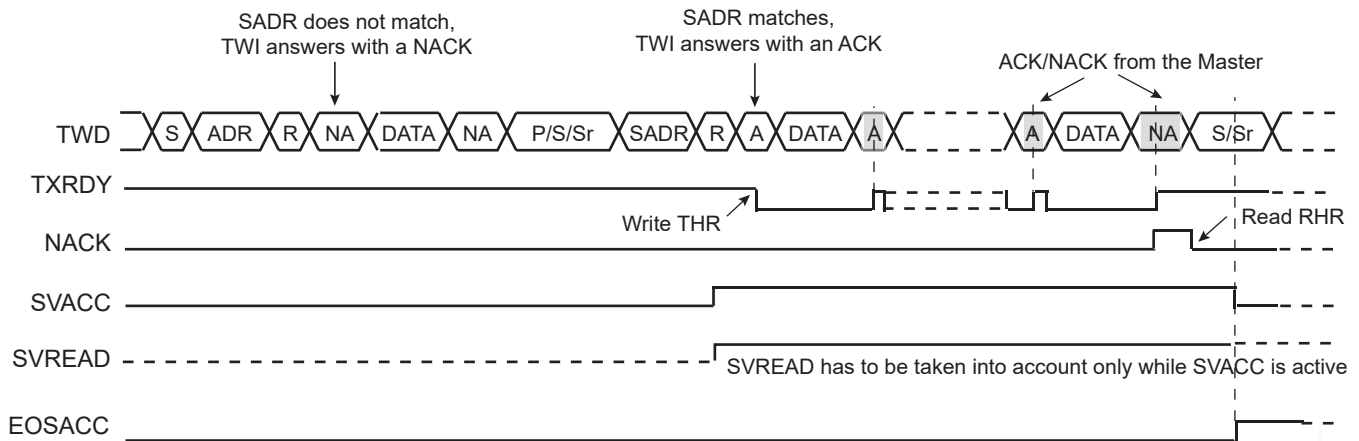 SADR does not match,
TWI answers with a NACK
SADR matches,
TWI answers with an ACK
ACK/NACK from the Master
TWD S ADR R NA DATA NA P/S/Sr SADR R A DATA A A DATA NA S/Sr
TXRDY
Write THR
Read RHR
NACK
SVACC
SVREAD
SVREAD has to be taken into account only while SVACC is active
EOSACC